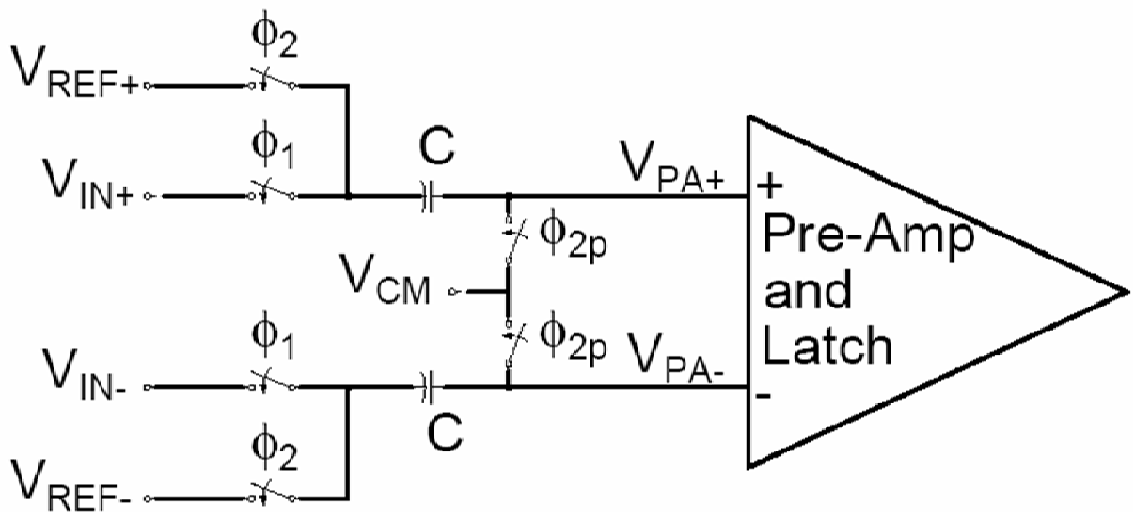 ϕ2
VREF+
ϕ1
C
VIN+
VPA+
+
ϕ2p
Pre-Amp
and
Latch
VCM
ϕ2p
ϕ1
VPA-
VIN-
-
C
ϕ2
VREF-